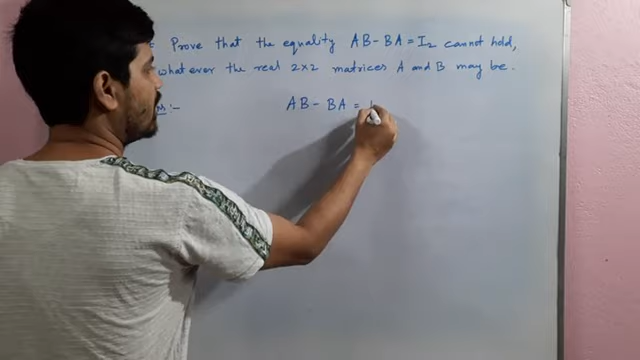 : Prove that the equality AB - BA = I₂ cannot hold,
whatever the real 2×2 matrices A and B may be.
:- AB - BA =